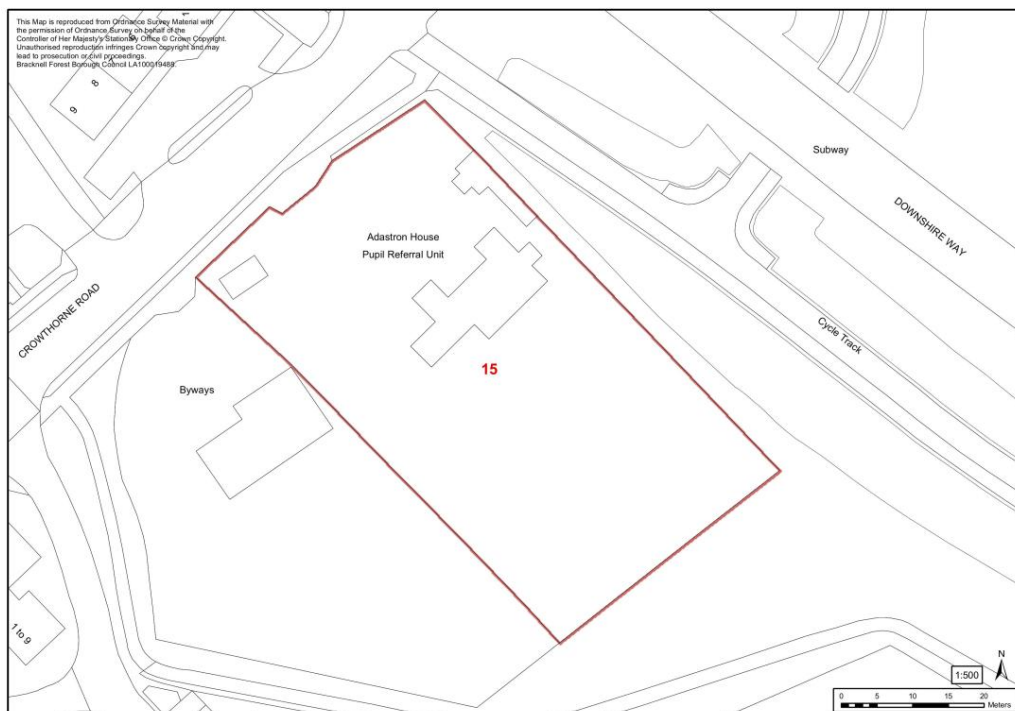 This Map is reproduced from Ordnance Survey Material with
the permission of Ordnance Survey on behalf of the
Controller of Her Majesty's Stationary Office © Crown Copyright.
Unauthorised reproduction infringes Crown copyright and may
lead to prosecution or civil proceedings.
Bracknell Forest Borough Council LA100019488.
8
9
Subway
DOWNSHIRE WAY
Adastron House
Pupil Referral Unit
CROWTHORNE ROAD
Cycle Track
15
Byways
1 to 9
N
1:500
0 5 10 15 20
Meters